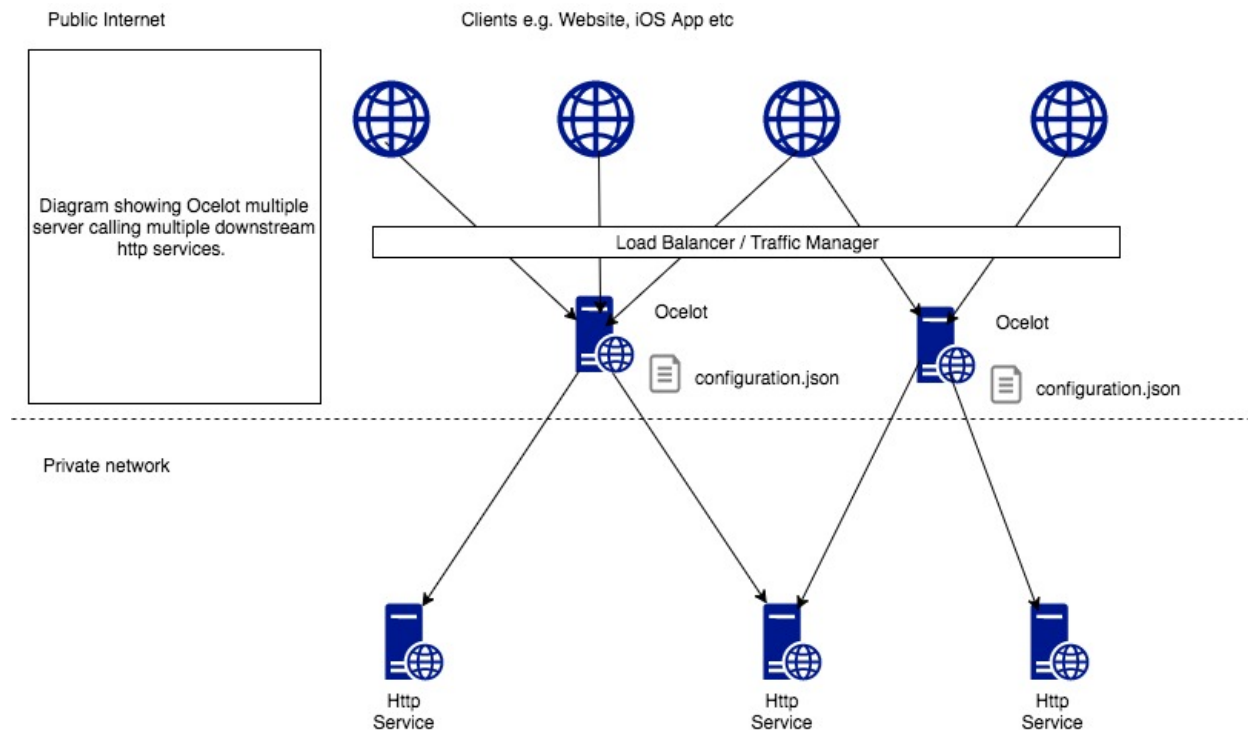 Public Internet
Clients e.g. Website, iOS App etc
Diagram showing Ocelot multiple
server calling multiple downstream
http services.
Load Balancer / Traffic Manager
Ocelot
configuration.json
Ocelot
configuration.json
Private network
Http
Service
Http
Service
Http
Service